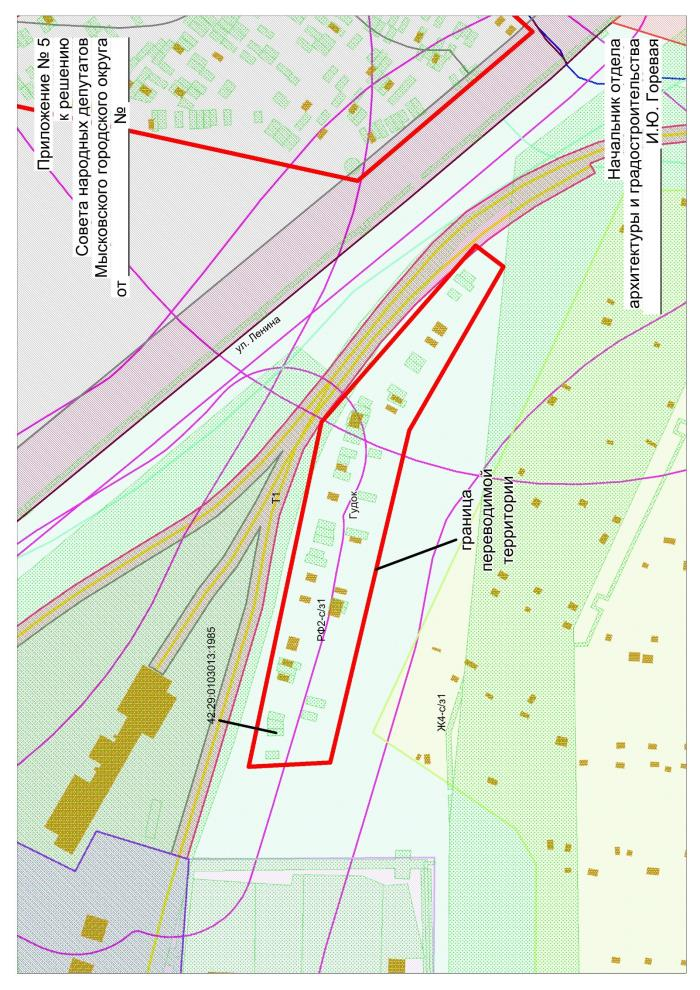 Приложение № 5
к решению
Совета народных депутатов
Мысковского городского округа
от №
Начальник отдела
архитектуры и градостроительства
И.Ю. Горевая
ул. Ленина
Т1
Гудок
граница
переводимой
территории
РФ2-с/з1
42:29:0103013:1985
Ж4-с/з1